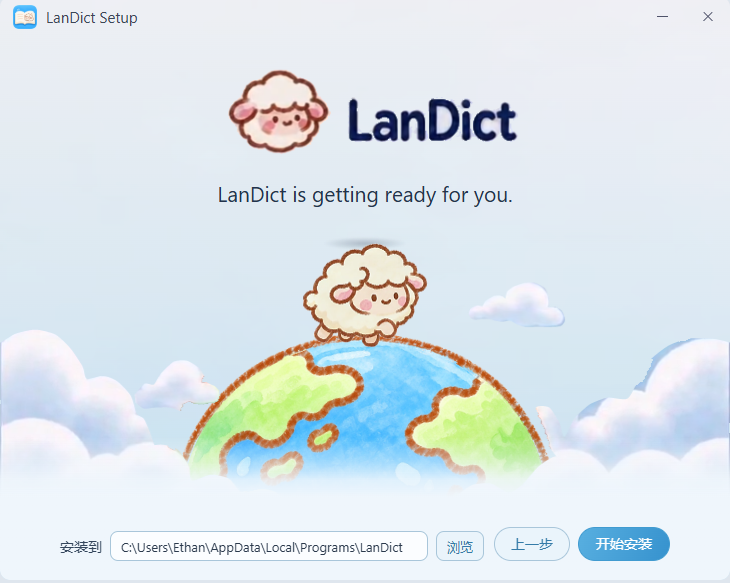 LanDict Setup
LanDict
LanDict is getting ready for you.
安装到 C:\Users\Ethan\AppData\Local\Programs\LanDict 浏览 上一步 开始安装